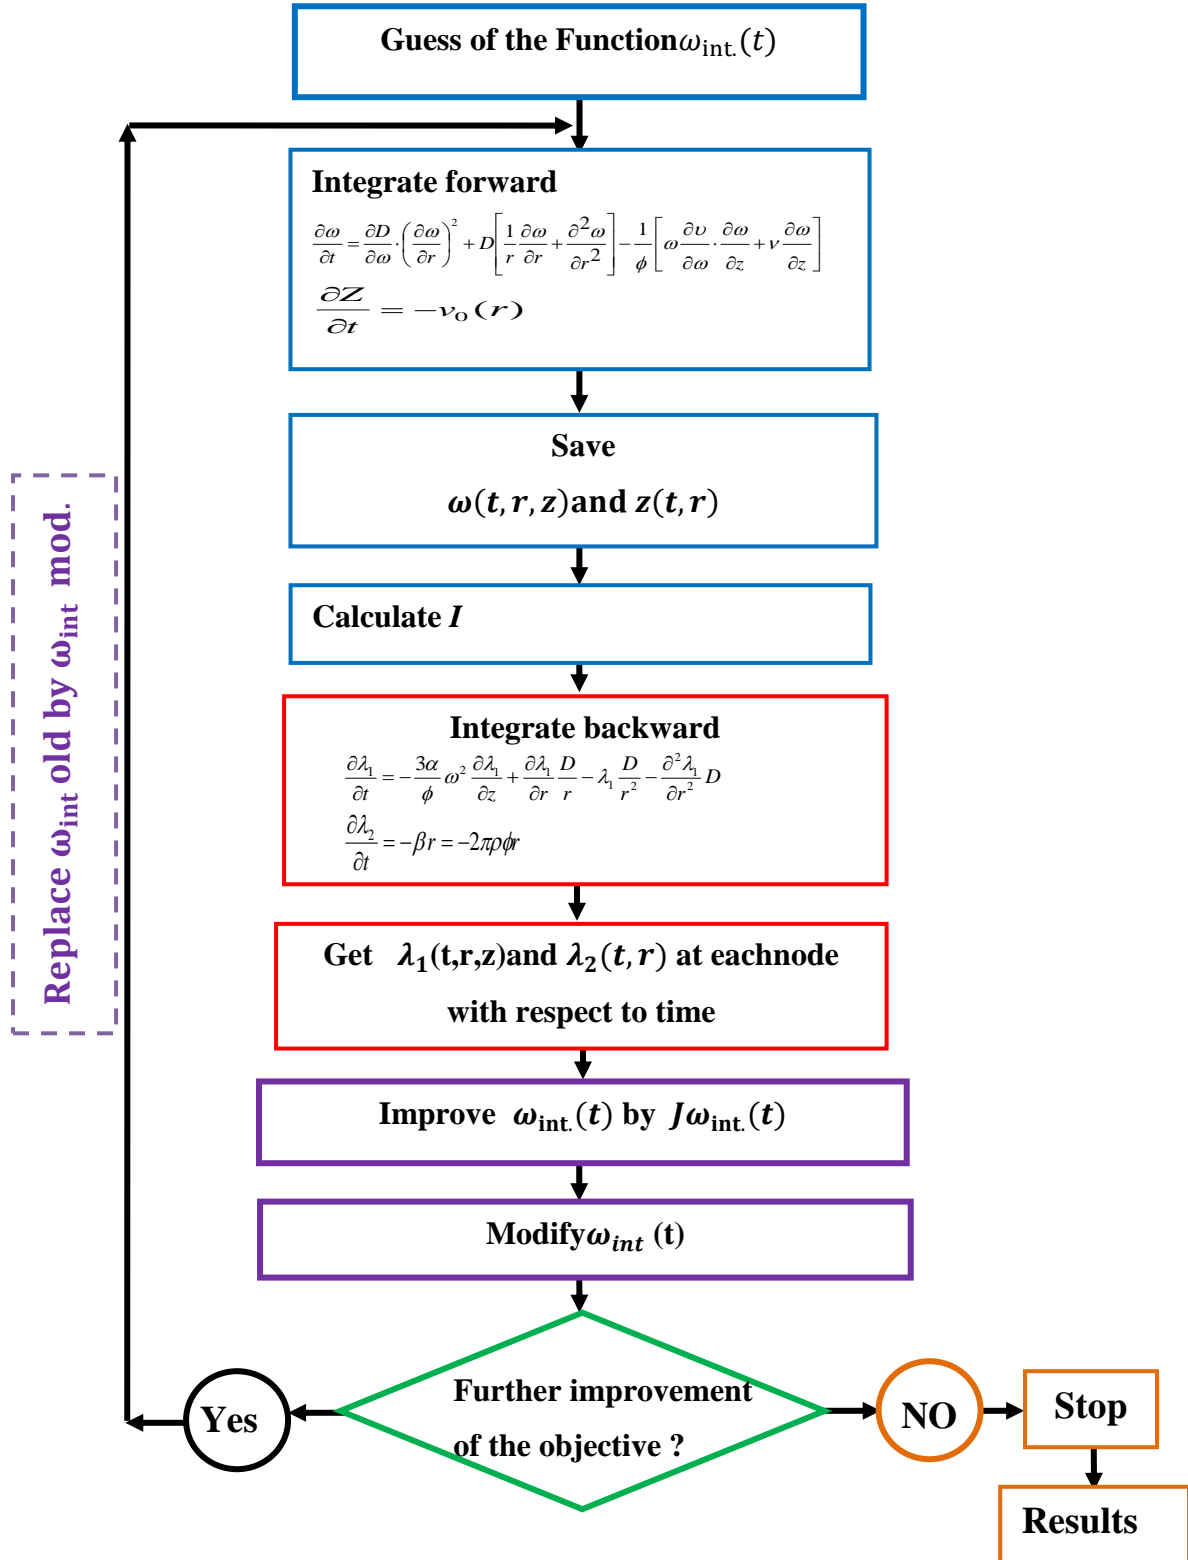 Guess of the Functionω_int.(t)
Integrate forward
∂ω/∂t = ∂D/∂ω · (∂ω/∂r)² + D[1/r ∂ω/∂r + ∂²ω/∂r²] − 1/ϕ [ω ∂υ/∂ω · ∂ω/∂z + ν ∂ω/∂z]
∂Z/∂t = −v₀(r)
Save
ω(t, r, z)and z(t, r)
Calculate I
Integrate backward
∂λ₁/∂t = −3α/ϕ ω² ∂λ₁/∂z + ∂λ₁/∂r D/r − λ₁ D/r² − ∂²λ₁/∂r² D
∂λ₂/∂t = −βr = −2πρϕr
Get λ₁(t,r,z)and λ₂(t, r) at eachnode
with respect to time
Improve ω_int.(t) by Jω_int.(t)
Modifyω_int (t)
Further improvement
of the objective ?
Yes
NO
Stop
Results
Replace ω_int old by ω_int mod.